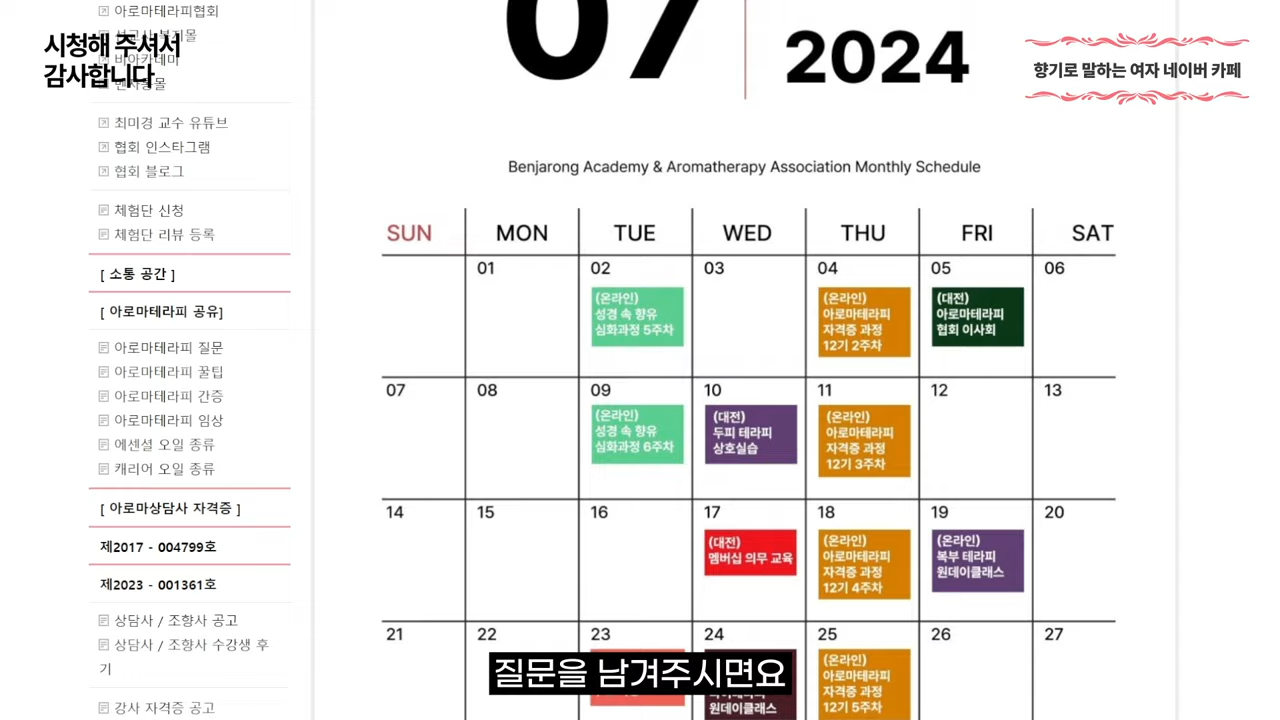 시청해 주셔서
감사합니다
향기로 말하는 여자 네이버 카페
아로마테라피협회
최미경 교수 유튜브
협회 인스타그램
협회 블로그
체험단 신청
체험단 리뷰 등록
[ 소통 공간 ]
[ 아로마테라피 공유]
아로마테라피 질문
아로마테라피 꿀팁
아로마테라피 간증
아로마테라피 임상
에센셜 오일 종류
캐리어 오일 종류
[ 아로마상담사 자격증 ]
제2017 - 004799호
제2023 - 001361호
상담사 / 조향사 공고
상담사 / 조향사 수강생 후
기
강사 자격증 공고
07
2024
Benjarong Academy & Aromatherapy Association Monthly Schedule
SUN MON TUE WED THU FRI SAT
01 02 03 04 05 06
(온라인)
성경 속 향유
심화과정 5주차
(온라인)
아로마테라피
자격증 과정
12기 2주차
(대전)
아로마테라피
협회 이사회
07 08 09 10 11 12 13
(온라인)
성경 속 향유
심화과정 6주차
(대전)
두피 테라피
상호실습
(온라인)
아로마테라피
자격증 과정
12기 3주차
14 15 16 17 18 19 20
(대전)
멤버십 의무 교육
(온라인)
아로마테라피
자격증 과정
12기 4주차
(온라인)
복부 테라피
원데이클래스
21 22 23 24 25 26 27
원데이클래스
(온라인)
아로마테라피
자격증 과정
12기 5주차
질문을 남겨주시면요